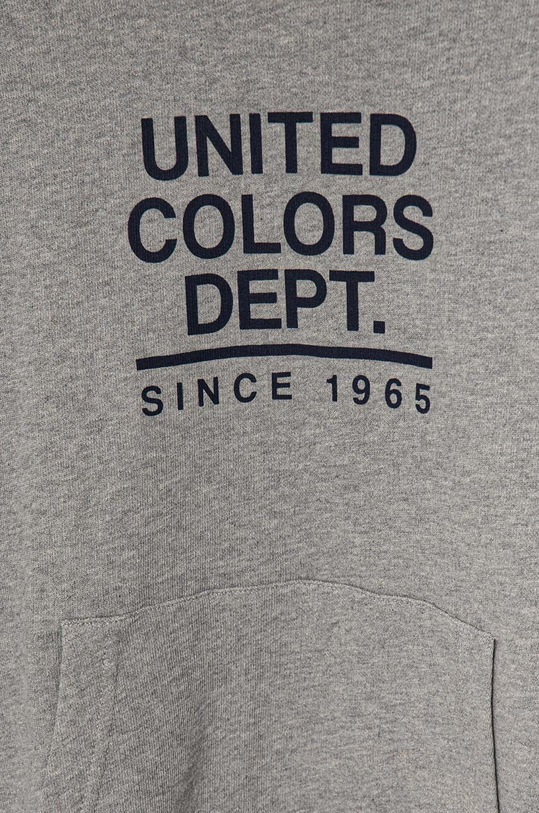 UNITED
COLORS
DEPT.
SINCE 1965